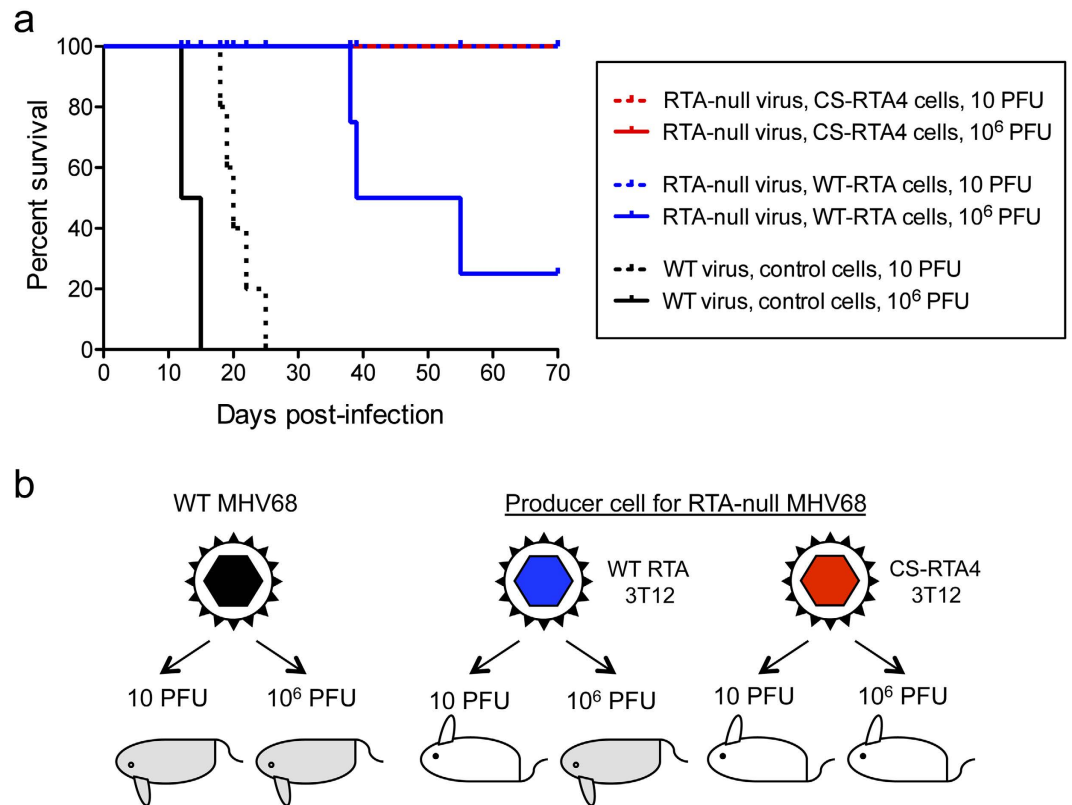 a
100
80
60
40
20
0
Percent survival
0 10 20 30 40 50 60 70
Days post-infection
RTA-null virus, CS-RTA4 cells, 10 PFU
RTA-null virus, CS-RTA4 cells, 10⁶ PFU
RTA-null virus, WT-RTA cells, 10 PFU
RTA-null virus, WT-RTA cells, 10⁶ PFU
WT virus, control cells, 10 PFU
WT virus, control cells, 10⁶ PFU
b
WT MHV68
Producer cell for RTA-null MHV68
WT RTA
3T12
CS-RTA4
3T12
10 PFU
10⁶ PFU
10 PFU
10⁶ PFU
10 PFU
10⁶ PFU